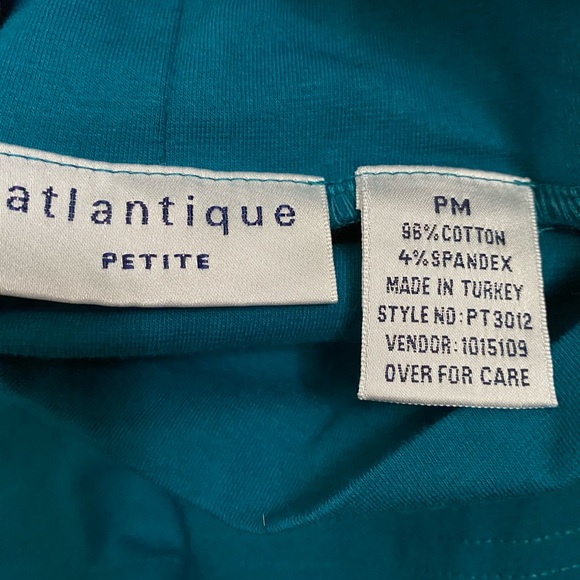 atlantique
PETITE
PM
96% COTTON
4% SPANDEX
MADE IN TURKEY
STYLE NO: PT3012
VENDOR: 1015109
OVER FOR CARE